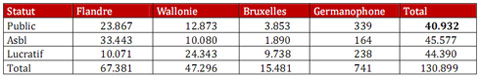 Statut Flandre Wallonie Bruxelles Germanophone Total
Public 23.867 12.873 3.853 339 40.932
Asbl 33.443 10.080 1.890 164 45.577
Lucratif 10.071 24.343 9.738 238 44.390
Total 67.381 47.296 15.481 741 130.899